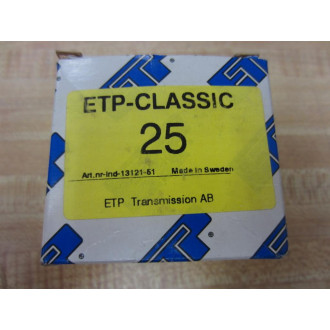 ETP-CLASSIC
25
Art.nr-Ind-13121-51 Made in Sweden
ETP Transmission AB